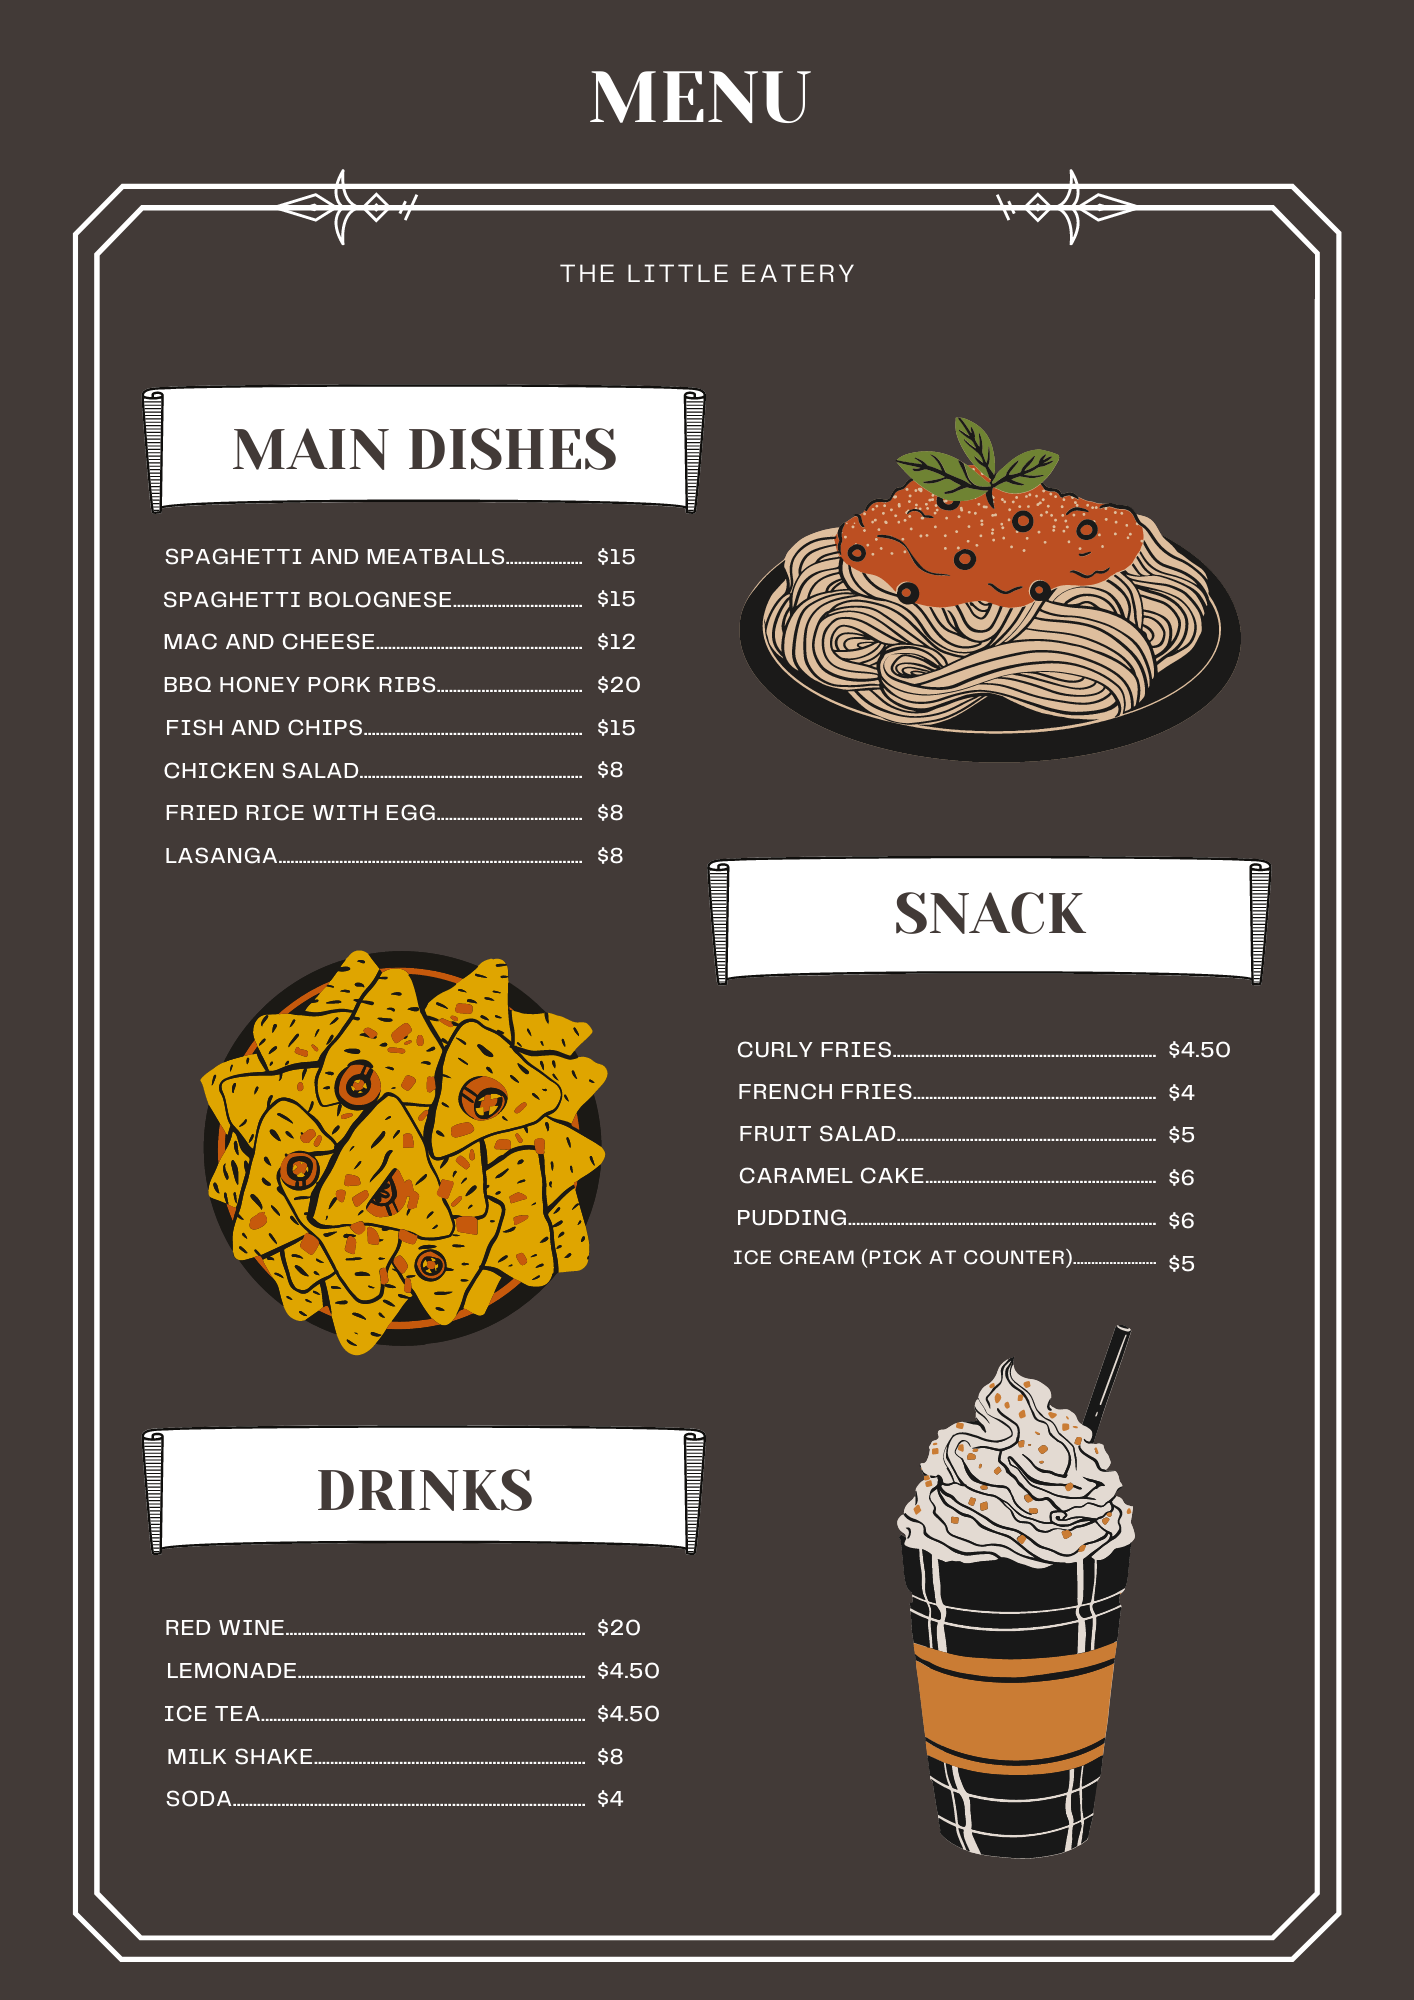 MENU
THE LITTLE EATERY
MAIN DISHES
SPAGHETTI AND MEATBALLS.................... $15
SPAGHETTI BOLOGNESE.................... $15
MAC AND CHEESE.................... $12
BBQ HONEY PORK RIBS.................... $20
FISH AND CHIPS.................... $15
CHICKEN SALAD.................... $8
FRIED RICE WITH EGG.................... $8
LASANGA.................... $8
SNACK
CURLY FRIES.................... $4.50
FRENCH FRIES.................... $4
FRUIT SALAD.................... $5
CARAMEL CAKE.................... $6
PUDDING.................... $6
ICE CREAM (PICK AT COUNTER).................... $5
DRINKS
RED WINE.................... $20
LEMONADE.................... $4.50
ICE TEA.................... $4.50
MILK SHAKE.................... $8
SODA.................... $4